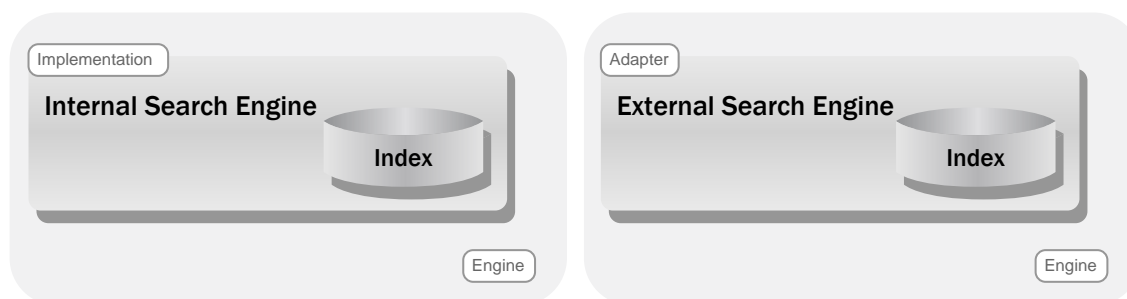 Implementation
Internal Search Engine
Index
Engine
Adapter
External Search Engine
Index
Engine